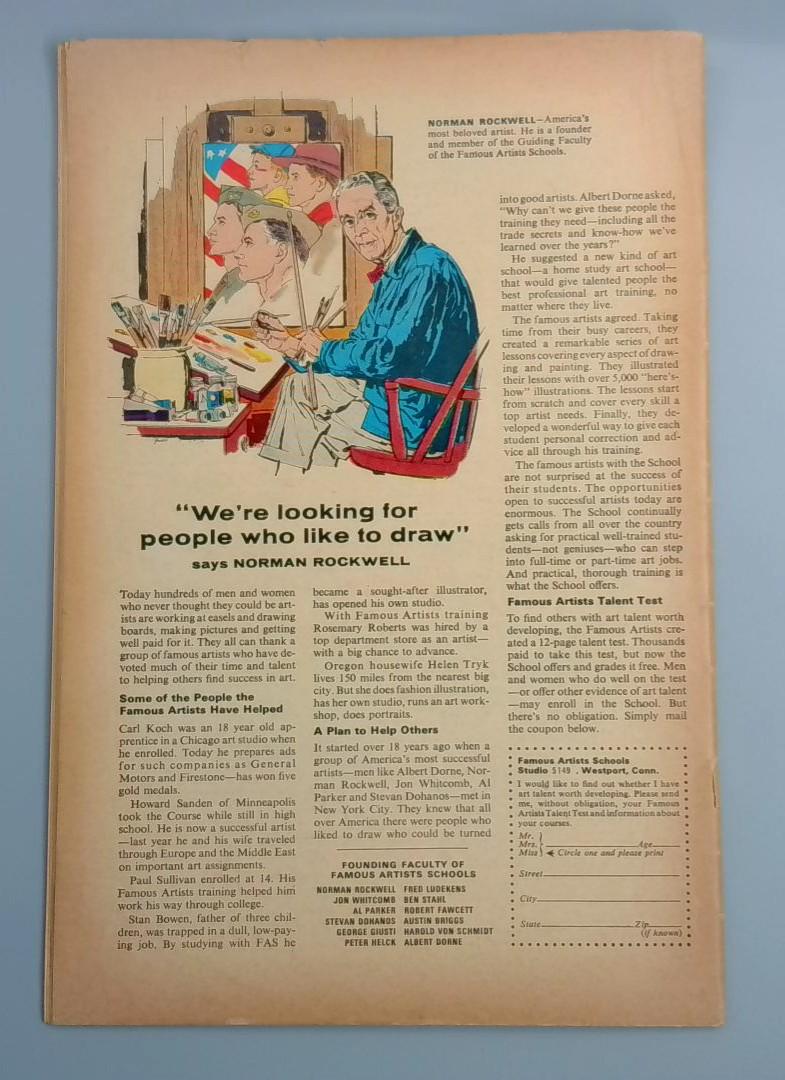 NORMAN ROCKWELL—America's
most beloved artist. He is a founder
and member of the Guiding Faculty
of the Famous Artists Schools.
"We're looking for
people who like to draw"
says NORMAN ROCKWELL
Today hundreds of men and women
who never thought they could be art-
ists are working at easels and drawing
boards, making pictures and getting
well paid for it. They all can thank a
group of famous artists who have de-
voted much of their time and talent
to helping others find success in art.
Some of the People the
Famous Artists Have Helped
Carl Koch was an 18 year old ap-
prentice in a Chicago art studio when
he enrolled. Today he prepares ads
for such companies as General
Motors and Firestone—has won five
gold medals.
Howard Sanden of Minneapolis
took the Course while still in high
school. He is now a successful artist
—last year he and his wife traveled
through Europe and the Middle East
on important art assignments.
Paul Sullivan enrolled at 14. His
Famous Artists training helped him
work his way through college.
Stan Bowen, father of three chil-
dren, was trapped in a dull, low-pay-
ing job. By studying with FAS he
became a sought-after illustrator,
has opened his own studio.
With Famous Artists training
Rosemary Roberts was hired by a
top department store as an artist—
with a big chance to advance.
Oregon housewife Helen Tryk
lives 150 miles from the nearest big
city. But she does fashion illustration,
has her own studio, runs an art work-
shop, does portraits.
A Plan to Help Others
It started over 18 years ago when a
group of America's most successful
artists—men like Albert Dorne, Nor-
man Rockwell, Jon Whitcomb, Al
Parker and Stevan Dohanos—met in
New York City. They knew that all
over America there were people who
liked to draw who could be turned
FOUNDING FACULTY OF
FAMOUS ARTISTS SCHOOLS
NORMAN ROCKWELL FRED LUDEKENS
JON WHITCOMB BEN STAHL
AL PARKER ROBERT FAWCETT
STEVAN DOHANOS AUSTIN BRIGGS
GEORGE GIUSTI HAROLD VON SCHMIDT
PETER HELCK ALBERT DORNE
into good artists. Albert Dorne asked,
"Why can't we give these people the
training they need—including all the
trade secrets and know-how we've
learned over the years?"
He suggested a new kind of art
school—a home study art school—
that would give talented people the
best professional art training, no
matter where they live.
The famous artists agreed. Taking
time from their busy careers, they
created a remarkable series of art
lessons covering every aspect of draw-
ing and painting. They illustrated
their lessons with over 5,000 "here's-
how" illustrations. The lessons start
from scratch and cover every skill a
top artist needs. Finally, they de-
veloped a wonderful way to give each
student personal correction and ad-
vice all through his training.
The famous artists with the School
are not surprised at the success of
their students. The opportunities
open to successful artists today are
enormous. The School continually
gets calls from all over the country
asking for practical well-trained stu-
dents—not geniuses—who can step
into full-time or part-time art jobs.
And practical, thorough training is
what the School offers.
Famous Artists Talent Test
To find others with art talent worth
developing, the Famous Artists cre-
ated a 12-page talent test. Thousands
paid to take this test, but now the
School offers and grades it free. Men
and women who do well on the test
—or offer other evidence of art talent
—may enroll in the School. But
there's no obligation. Simply mail
the coupon below.
Famous Artists Schools
Studio 5149 , Westport, Conn.
I would like to find out whether I have
art talent worth developing. Please send
me, without obligation, your Famous
Artists Talent Test and information about
your courses.
Mr.
Mrs. Age
Miss Circle one and please print
Street
City
State Zip
(if known)